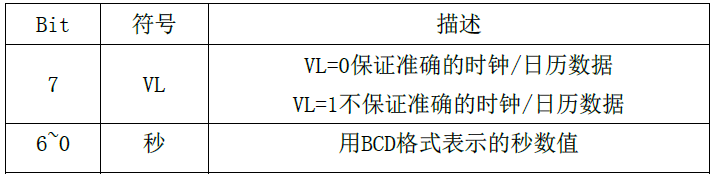 Bit 符号 描述
VL=0保证准确的时钟/日历数据
7 VL
VL=1不保证准确的时钟/日历数据
6~0 秒 用BCD格式表示的秒数值